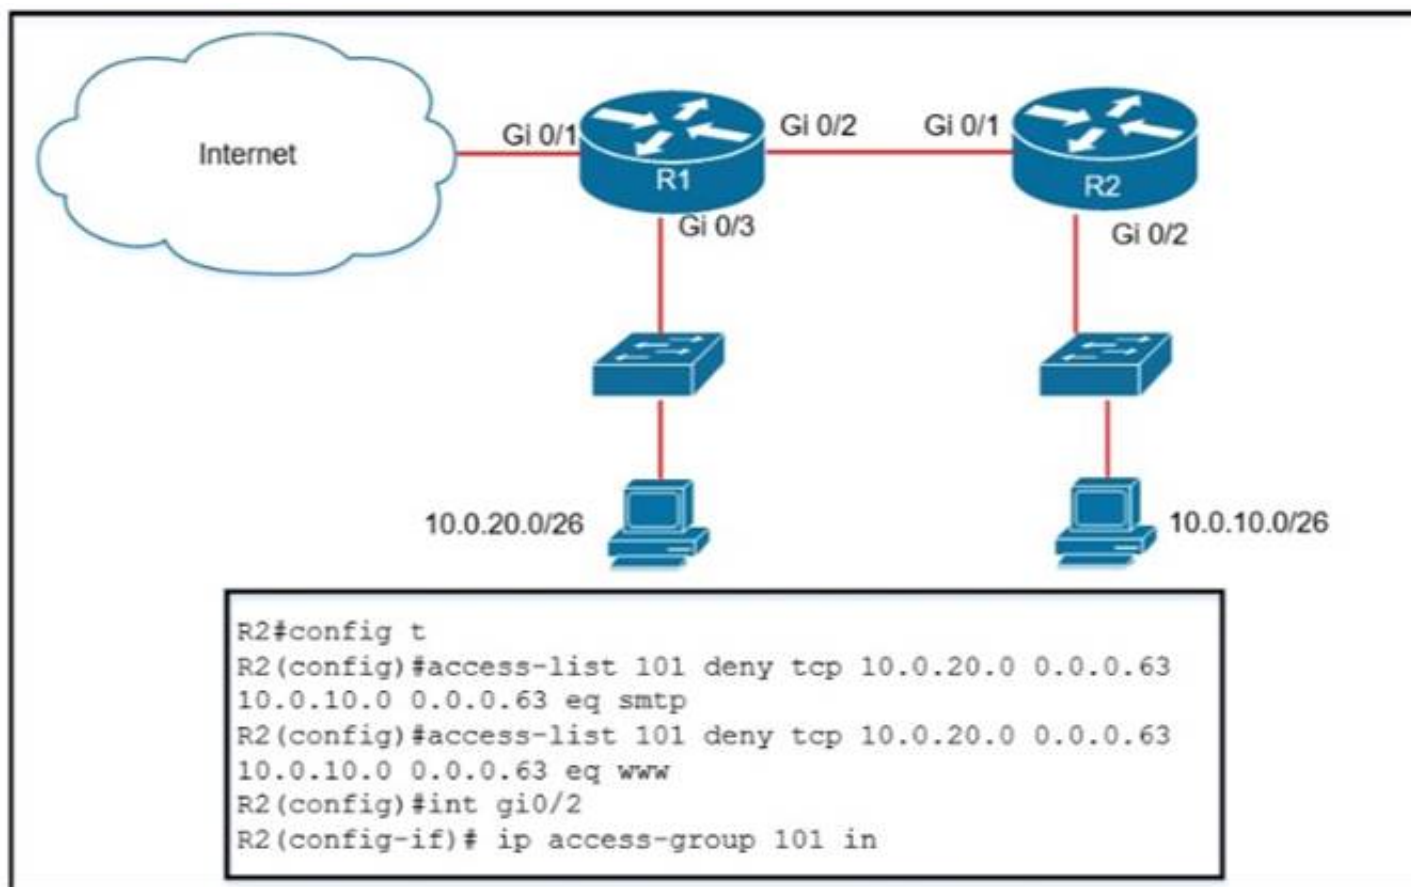 Internet
Gi 0/1
R1
Gi 0/2
Gi 0/1
R2
Gi 0/3
Gi 0/2
10.0.20.0/26
10.0.10.0/26
R2#config t
R2(config)#access-list 101 deny tcp 10.0.20.0 0.0.0.63
10.0.10.0 0.0.0.63 eq smtp
R2(config)#access-list 101 deny tcp 10.0.20.0 0.0.0.63
10.0.10.0 0.0.0.63 eq www
R2(config)#int gi0/2
R2(config-if)# ip access-group 101 in